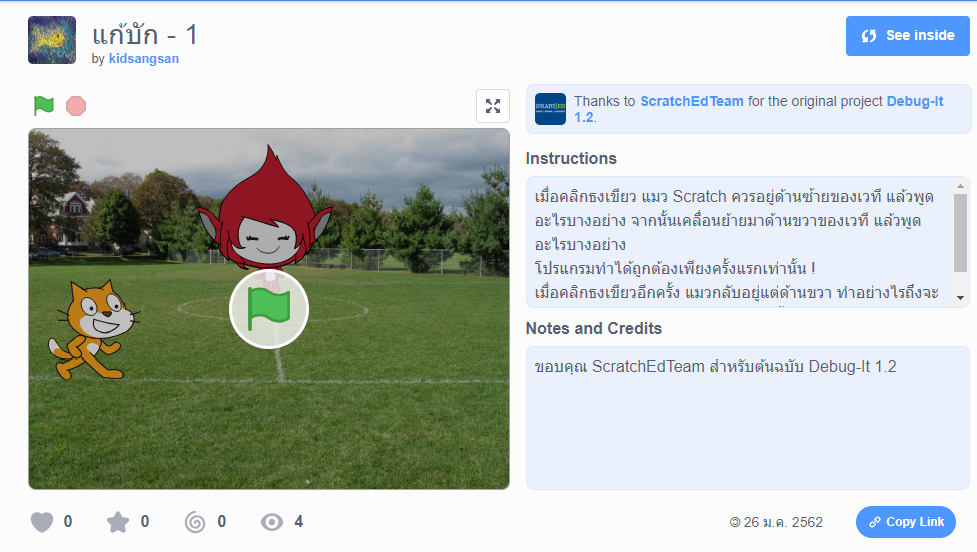 แก้บัก - 1
by kidsangsan
See inside
Thanks to ScratchEdTeam for the original project Debug-It
1.2.
Instructions
เมื่อคลิกธงเขียว แมว Scratch ควรอยู่ด้านซ้ายของเวที แล้วพูด
อะไรบางอย่าง จากนั้นเคลื่อนย้ายมาด้านขวาของเวที แล้วพูด
อะไรบางอย่าง
โปรแกรมทำได้ถูกต้องเพียงครั้งแรกเท่านั้น !
เมื่อคลิกธงเขียวอีกครั้ง แมวกลับอยู่แต่ด้านขวา ทำอย่างไรถึงจะ
Notes and Credits
ขอบคุณ ScratchEdTeam สำหรับต้นฉบับ Debug-It 1.2
0
0
0
4
© 26 ม.ค. 2562
Copy Link